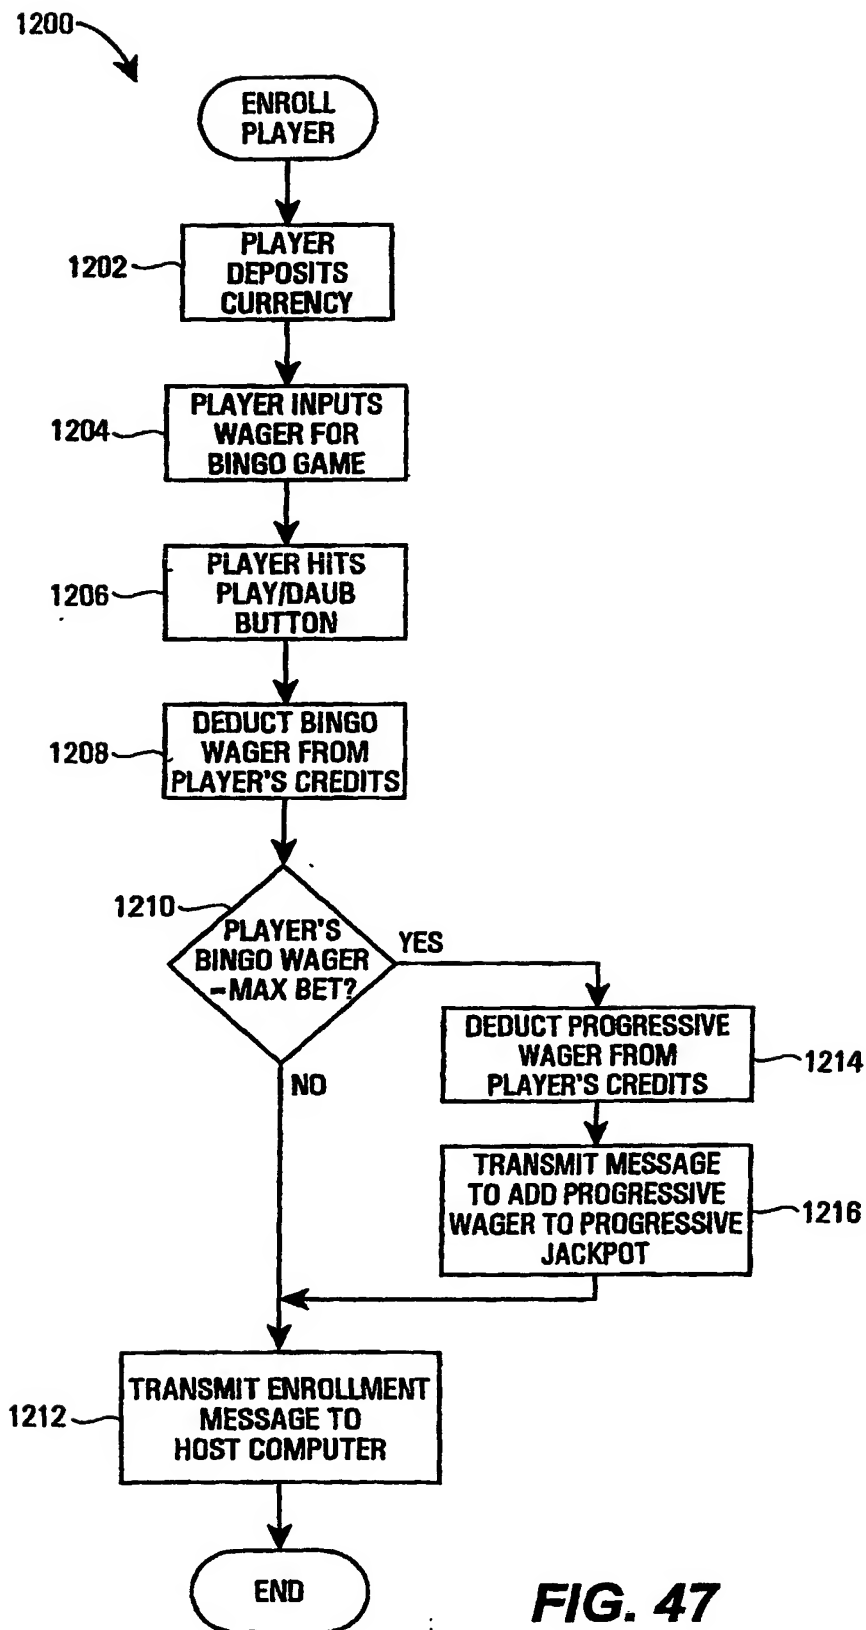 1200
ENROLL
PLAYER
1202
PLAYER
DEPOSITS
CURRENCY
1204
PLAYER INPUTS
WAGER FOR
BINGO GAME
1206
PLAYER HITS
PLAY/DAUB
BUTTON
1208
DEDUCT BINGO
WAGER FROM
PLAYER'S CREDITS
1210
PLAYER'S
BINGO WAGER
=MAX BET?
YES
NO
DEDUCT PROGRESSIVE
WAGER FROM
PLAYER'S CREDITS
1214
TRANSMIT MESSAGE
TO ADD PROGRESSIVE
WAGER TO PROGRESSIVE
JACKPOT
1216
1212
TRANSMIT ENROLLMENT
MESSAGE TO
HOST COMPUTER
END
FIG. 47